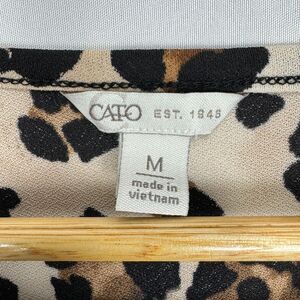 CATO EST. 1946
M
made in
vietnam